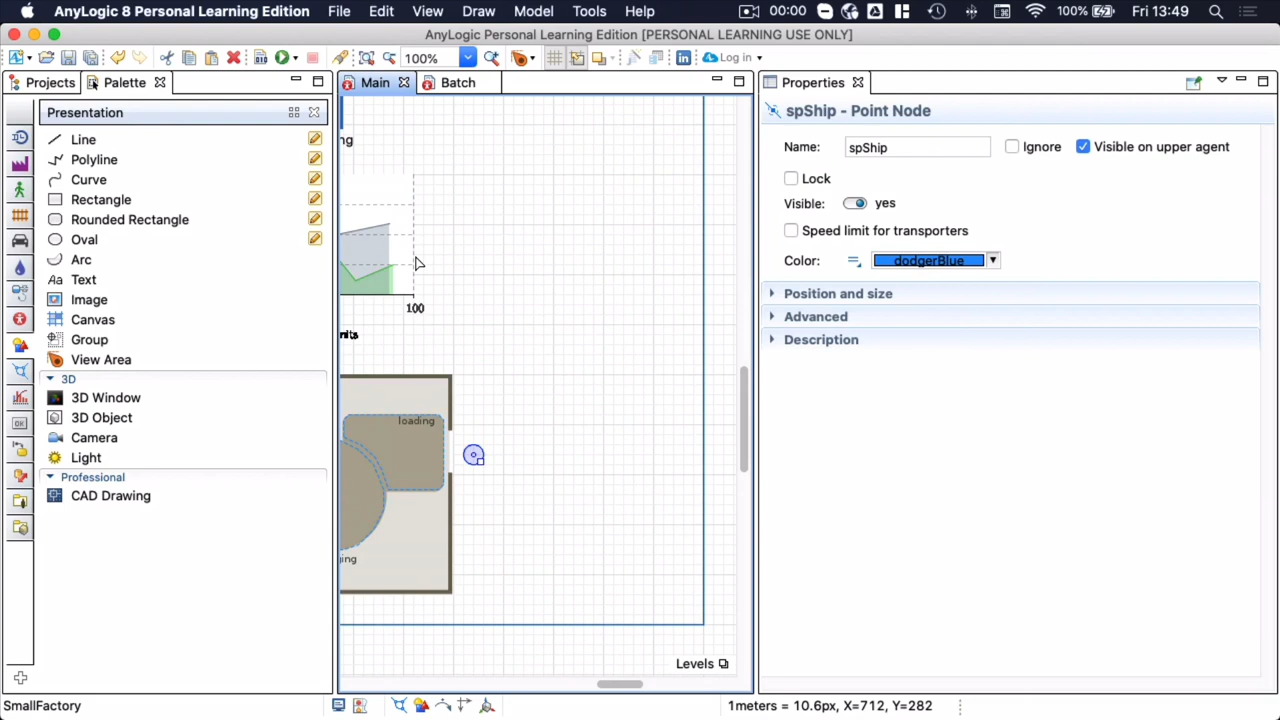 AnyLogic 8 Personal Learning Edition File Edit View Draw Model Tools Help 00:00 100% Fri 13:49
AnyLogic Personal Learning Edition [PERSONAL LEARNING USE ONLY]
100% Log in
Projects Palette Main Batch Properties
Presentation
Line
Polyline
Curve
Rectangle
Rounded Rectangle
Oval
Arc
Aa Text
Image
Canvas
Group
View Area
3D
3D Window
3D Object
Camera
Light
Professional
CAD Drawing
ng
100
nits
loading
ging
Levels
spShip - Point Node
Name: spShip Ignore Visible on upper agent
Lock
Visible: yes
Speed limit for transporters
Color: dodgerBlue
Position and size
Advanced
Description
SmallFactory 1meters = 10.6px, X=712, Y=282